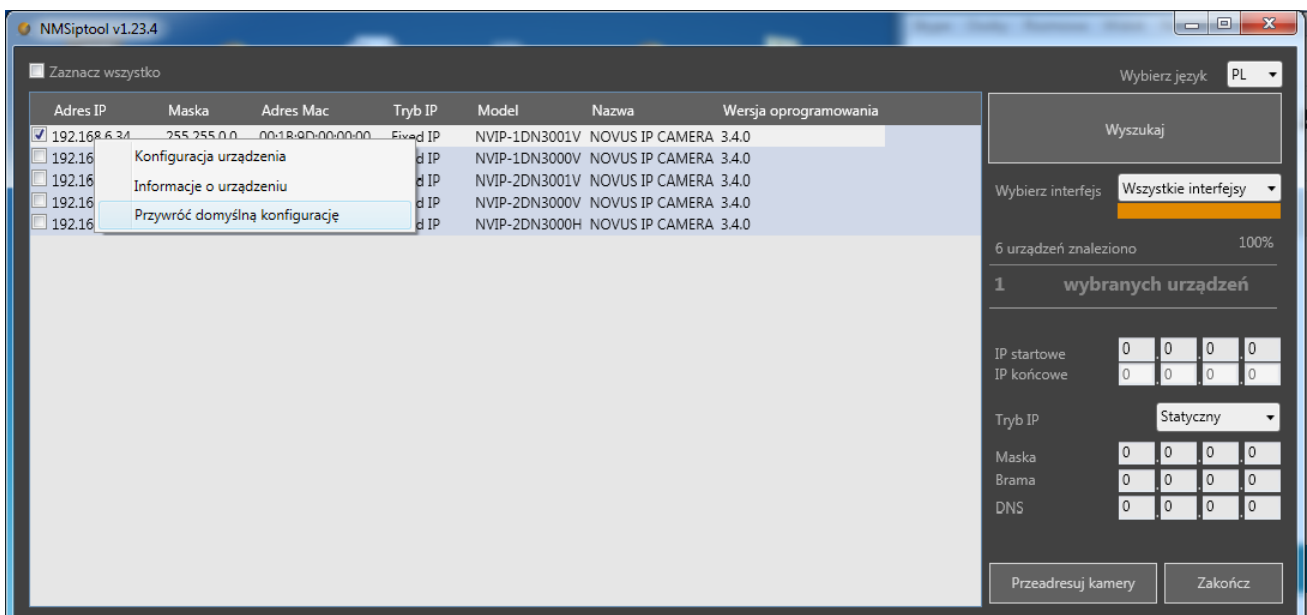 NMSiptool v1.23.4
Zaznacz wszystko
Wybierz język PL
Adres IP Maska Adres Mac Tryb IP Model Nazwa Wersja oprogramowania
192.168.6.34 255.255.0.0 00:1B:9D:00:00:00 Fixed IP NVIP-1DN3001V NOVUS IP CAMERA 3.4.0
192.16 d IP NVIP-1DN3000V NOVUS IP CAMERA 3.4.0
192.16 d IP NVIP-2DN3001V NOVUS IP CAMERA 3.4.0
192.16 d IP NVIP-2DN3000V NOVUS IP CAMERA 3.4.0
192.16 d IP NVIP-2DN3000H NOVUS IP CAMERA 3.4.0
Konfiguracja urządzenia
Informacje o urządzeniu
Przywróć domyślną konfigurację
Wyszukaj
Wybierz interfejs Wszystkie interfejsy
6 urządzeń znaleziono 100%
1 wybranych urządzeń
IP startowe 0 . 0 . 0 . 0
IP końcowe 0 . 0 . 0 . 0
Tryb IP Statyczny
Maska 0 . 0 . 0 . 0
Brama 0 . 0 . 0 . 0
DNS 0 . 0 . 0 . 0
Przeadresuj kamery Zakończ